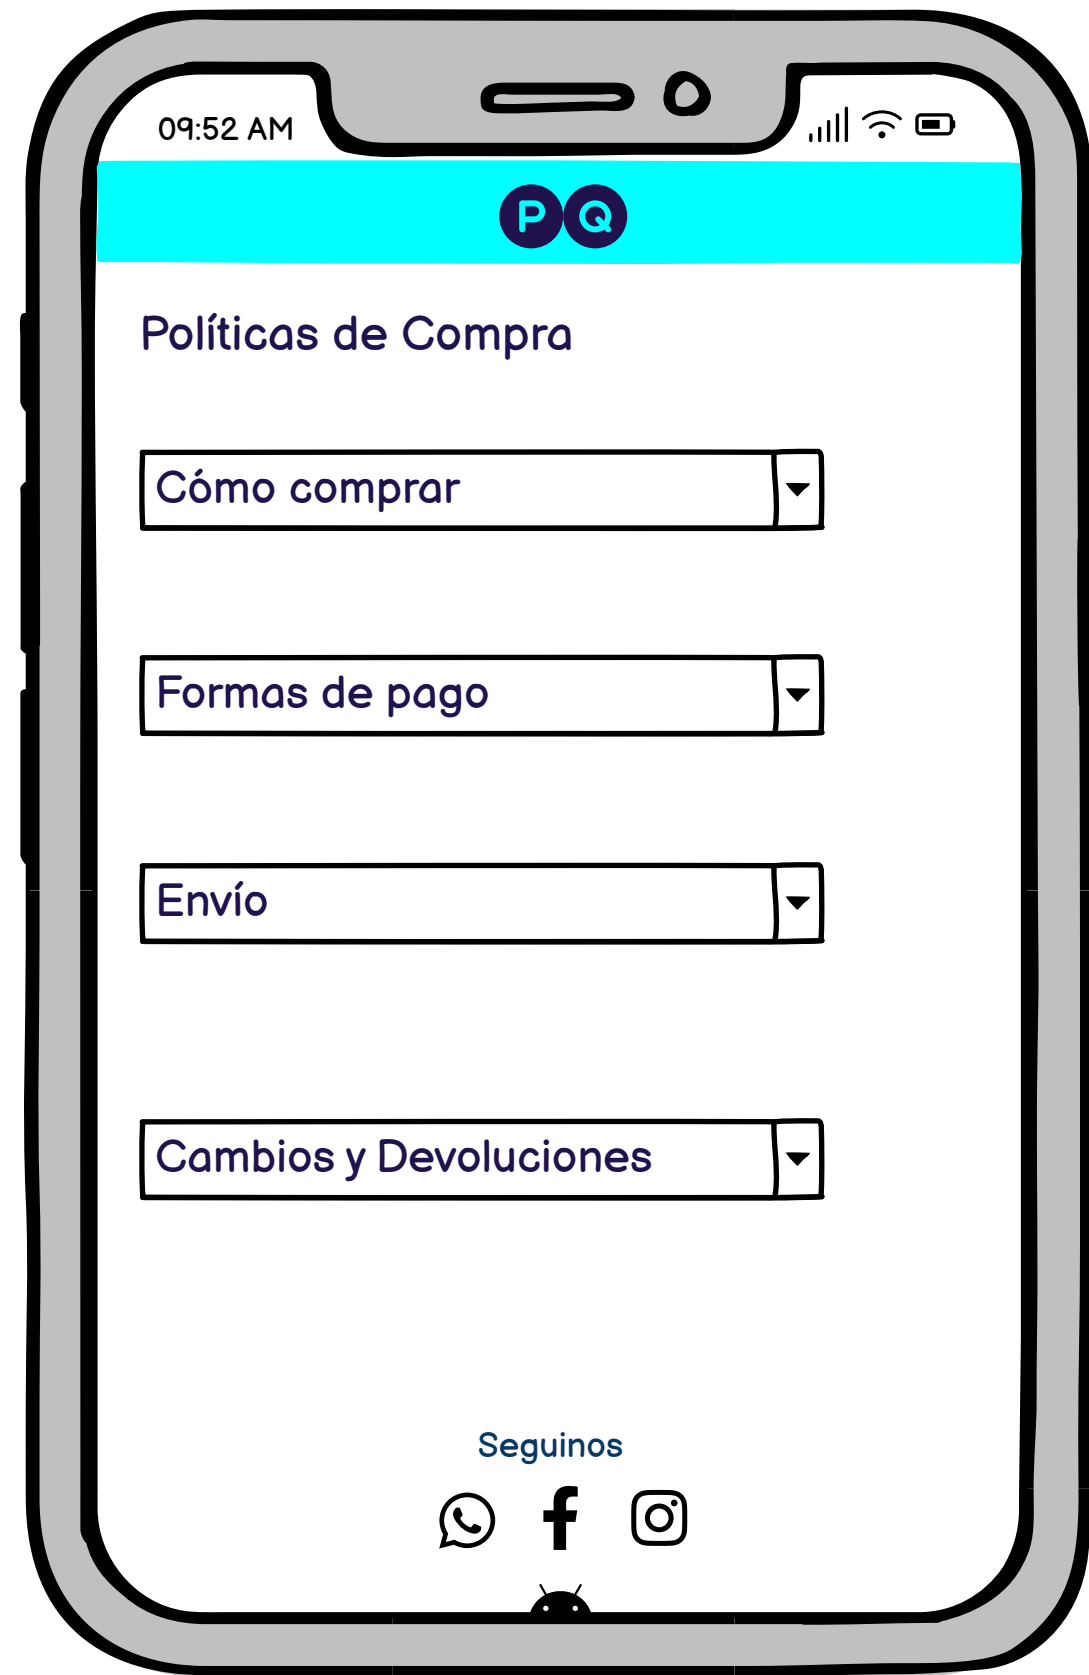 09:52 AM
PQ
Políticas de Compra
Cómo comprar
Formas de pago
Envío
Cambios y Devoluciones
Seguinos